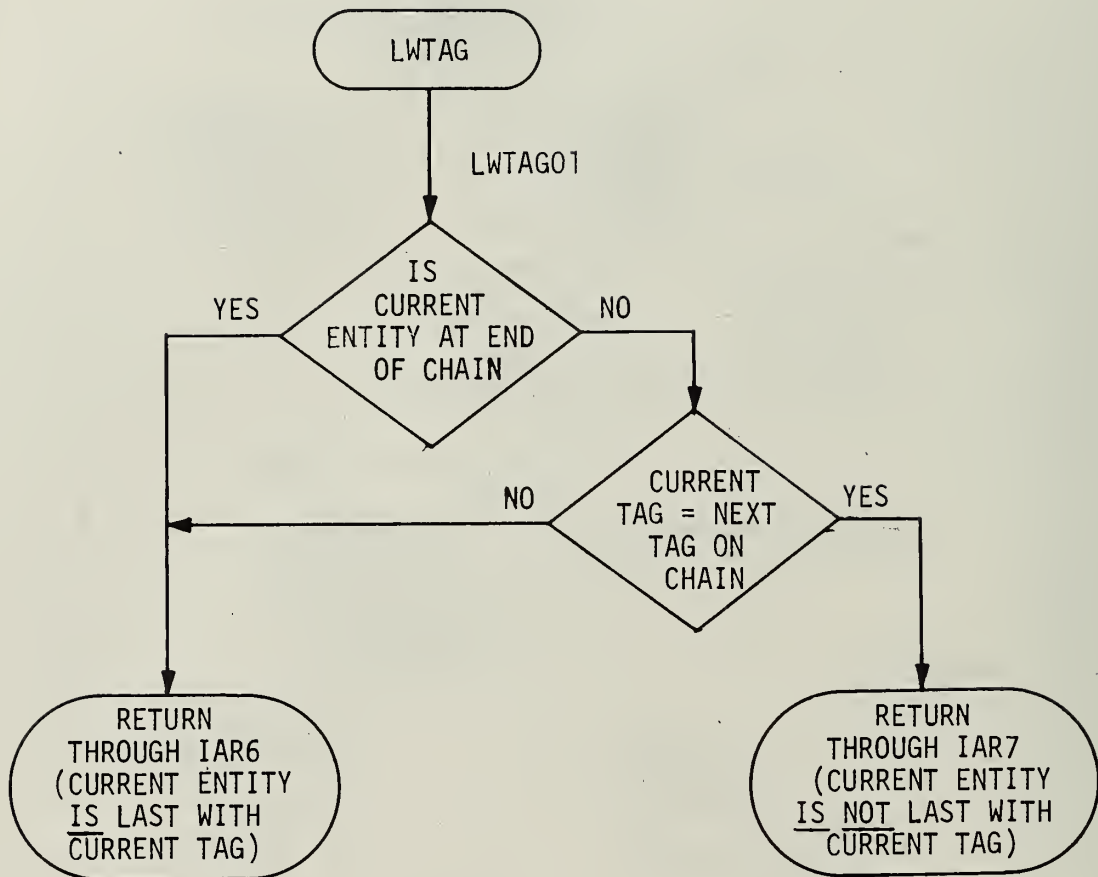 LWTAG
LWTAG01
IS
CURRENT
ENTITY AT END
OF CHAIN
YES
NO
CURRENT
TAG = NEXT
TAG ON
CHAIN
NO
YES
RETURN
THROUGH IAR6
(CURRENT ENTITY
IS LAST WITH
CURRENT TAG)
RETURN
THROUGH IAR7
(CURRENT ENTITY
IS NOT LAST WITH
CURRENT TAG)